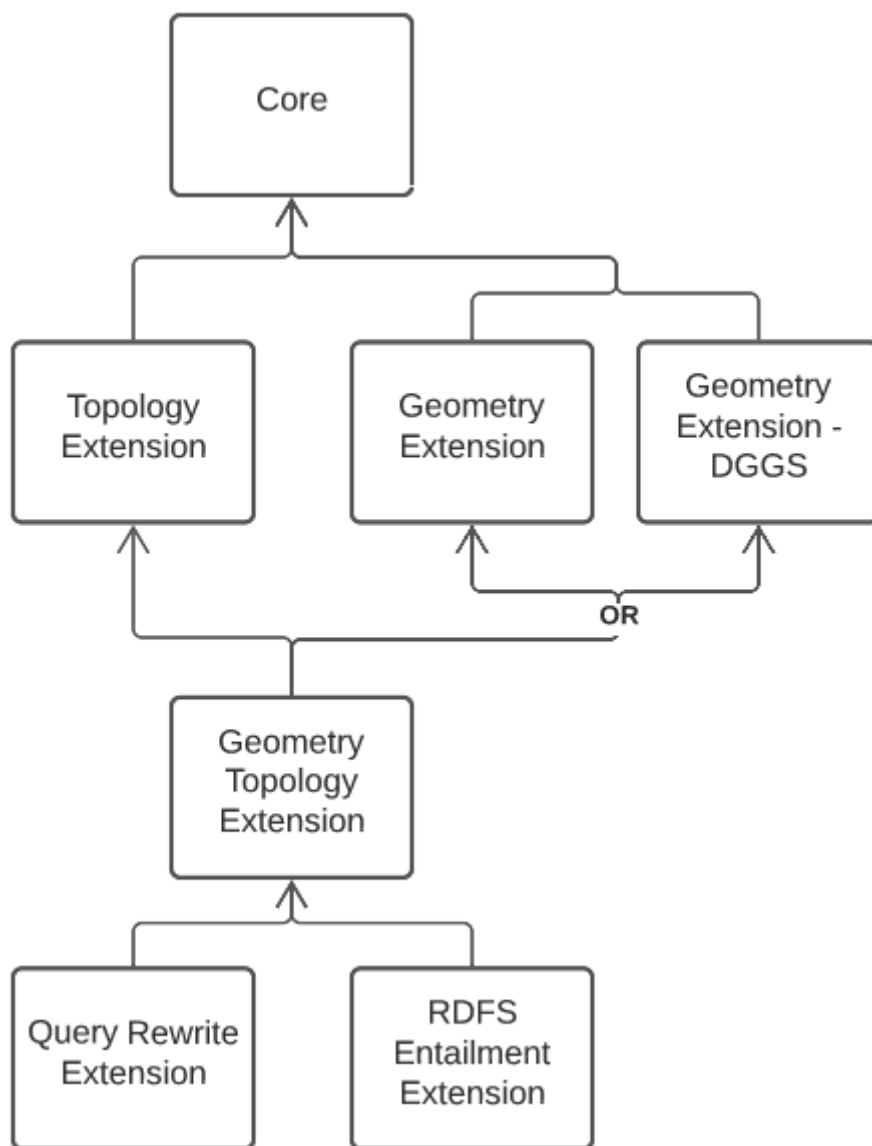 Core
Topology
Extension
Geometry
Extension
Geometry
Extension -
DGGS
OR
Geometry
Topology
Extension
Query Rewrite
Extension
RDFS
Entailment
Extension